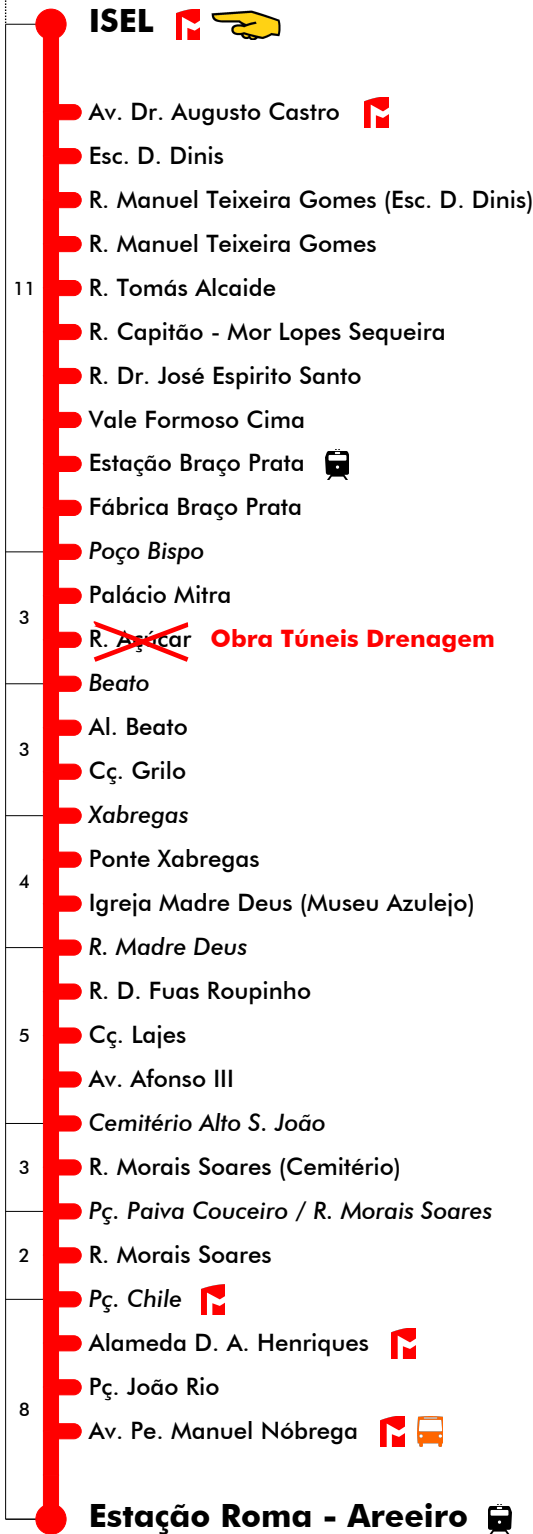 ISEL
Av. Dr. Augusto Castro
Esc. D. Dinis
R. Manuel Teixeira Gomes (Esc. D. Dinis)
R. Manuel Teixeira Gomes
11 R. Tomás Alcaide
R. Capitão - Mor Lopes Sequeira
R. Dr. José Espirito Santo
Vale Formoso Cima
Estação Braço Prata
Fábrica Braço Prata
Poço Bispo
Palácio Mitra
3
R. Açúcar Obra Túneis Drenagem
Beato
Al. Beato
3
Cç. Grilo
Xabregas
Ponte Xabregas
4
Igreja Madre Deus (Museu Azulejo)
R. Madre Deus
R. D. Fuas Roupinho
5 Cç. Lajes
Av. Afonso III
Cemitério Alto S. João
3 R. Morais Soares (Cemitério)
Pç. Paiva Couceiro / R. Morais Soares
2 R. Morais Soares
Pç. Chile
Alameda D. A. Henriques
Pç. João Rio
8
Av. Pe. Manuel Nóbrega
Estação Roma - Areeiro